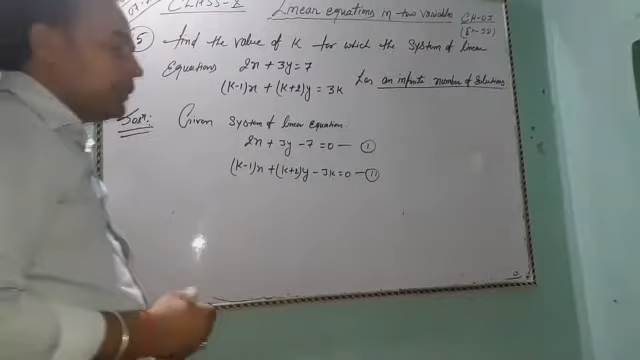 CLASS-X Linear equations in two variable CH-03
5) find the value of K for which the system of linear
Equations 2x + 3y = 7
(K-1)x + (K+2)y = 3K has an infinite number of solutions
Solⁿ: Given system of linear equation
2x + 3y - 7 = 0 — (I)
(K-1)x + (K+2)y - 3K = 0 — (II)